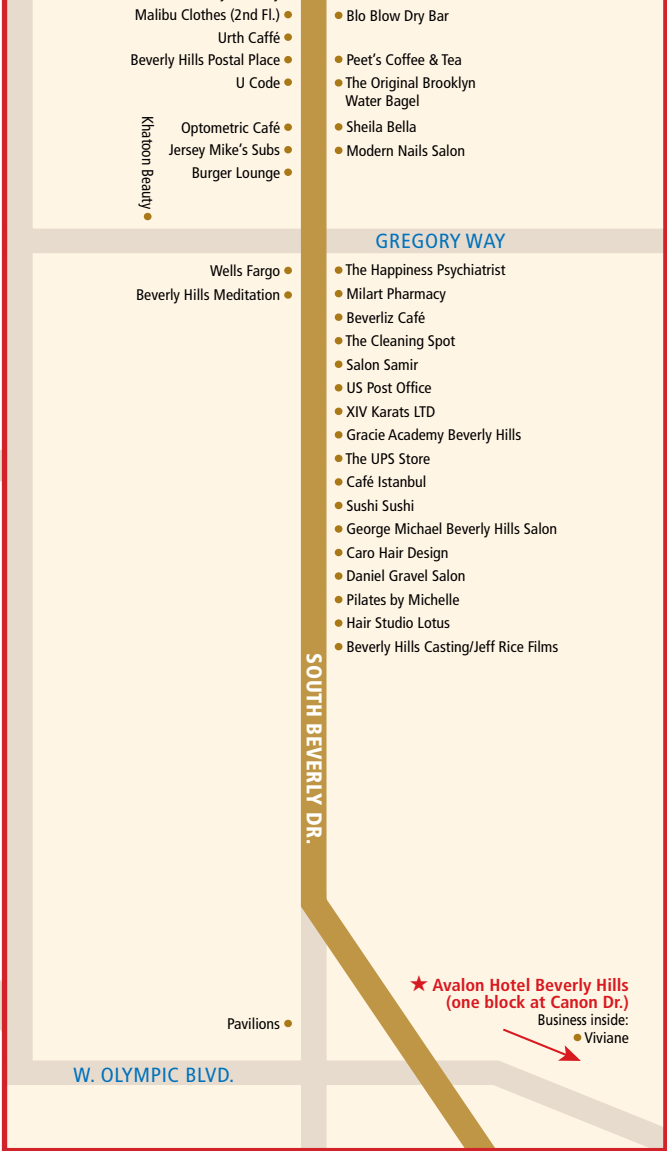 Malibu Clothes (2nd Fl.)
Urth Caffé
Beverly Hills Postal Place
U Code
Optometric Café
Jersey Mike's Subs
Burger Lounge
Khatoon Beauty
Blo Blow Dry Bar
Peet's Coffee & Tea
The Original Brooklyn
Water Bagel
Sheila Bella
Modern Nails Salon
GREGORY WAY
Wells Fargo
Beverly Hills Meditation
The Happiness Psychiatrist
Milart Pharmacy
Beverliz Café
The Cleaning Spot
Salon Samir
US Post Office
XIV Karats LTD
Gracie Academy Beverly Hills
The UPS Store
Café Istanbul
Sushi Sushi
George Michael Beverly Hills Salon
Caro Hair Design
Daniel Gravel Salon
Pilates by Michelle
Hair Studio Lotus
Beverly Hills Casting/Jeff Rice Films
SOUTH BEVERLY DR.
Avalon Hotel Beverly Hills
(one block at Canon Dr.)
Business inside:
Viviane
Pavilions
W. OLYMPIC BLVD.